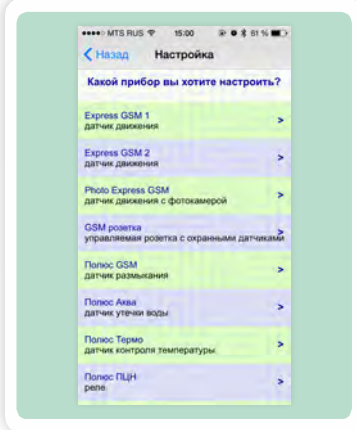 MTS RUS 15:00 61 %
Назад Настройка
Какой прибор вы хотите настроить?
Express GSM 1
датчик движения
Express GSM 2
датчик движения
Photo Express GSM
датчик движения с фотокамерой
GSM розетка
управляемая розетка с охранными датчиками
Полюс GSM
датчик размыкания
Полюс Аква
датчик утечки воды
Полюс Термо
датчик контроля температуры
Полюс ПЦН
реле